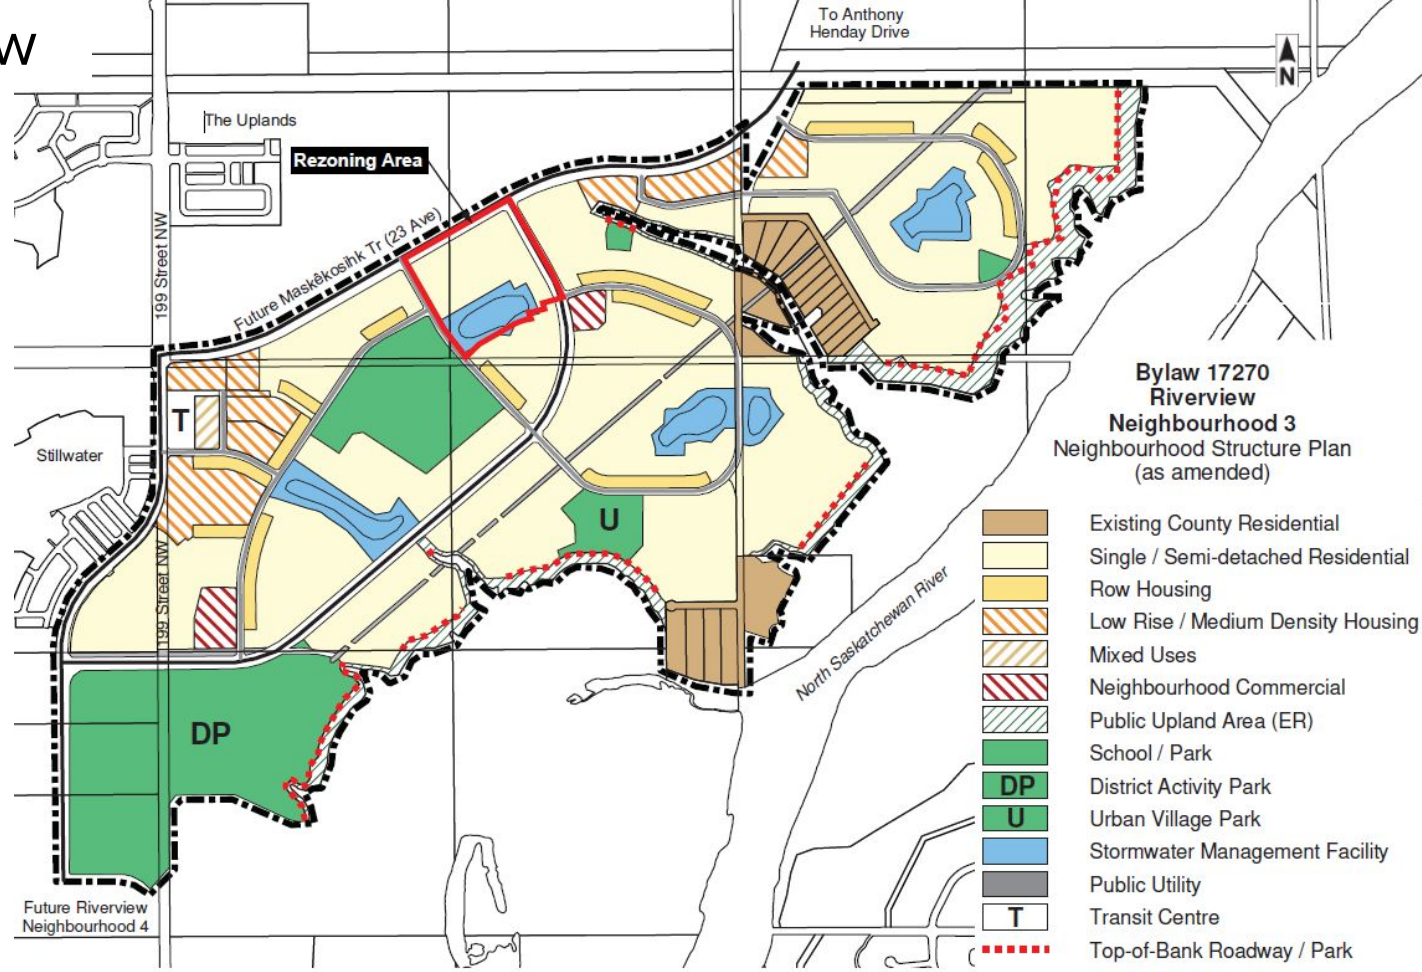 w
To Anthony
Henday Drive
N
The Uplands
Rezoning Area
199 Street NW
Future Maskêkosihk Tr (23 Ave)
T
Stillwater
U
199 Street NW
North Saskatchewan River
DP
Future Riverview
Neighbourhood 4
Bylaw 17270
Riverview
Neighbourhood 3
Neighbourhood Structure Plan
(as amended)
Existing County Residential
Single / Semi-detached Residential
Row Housing
Low Rise / Medium Density Housing
Mixed Uses
Neighbourhood Commercial
Public Upland Area (ER)
School / Park
DP District Activity Park
U Urban Village Park
Stormwater Management Facility
Public Utility
T Transit Centre
Top-of-Bank Roadway / Park